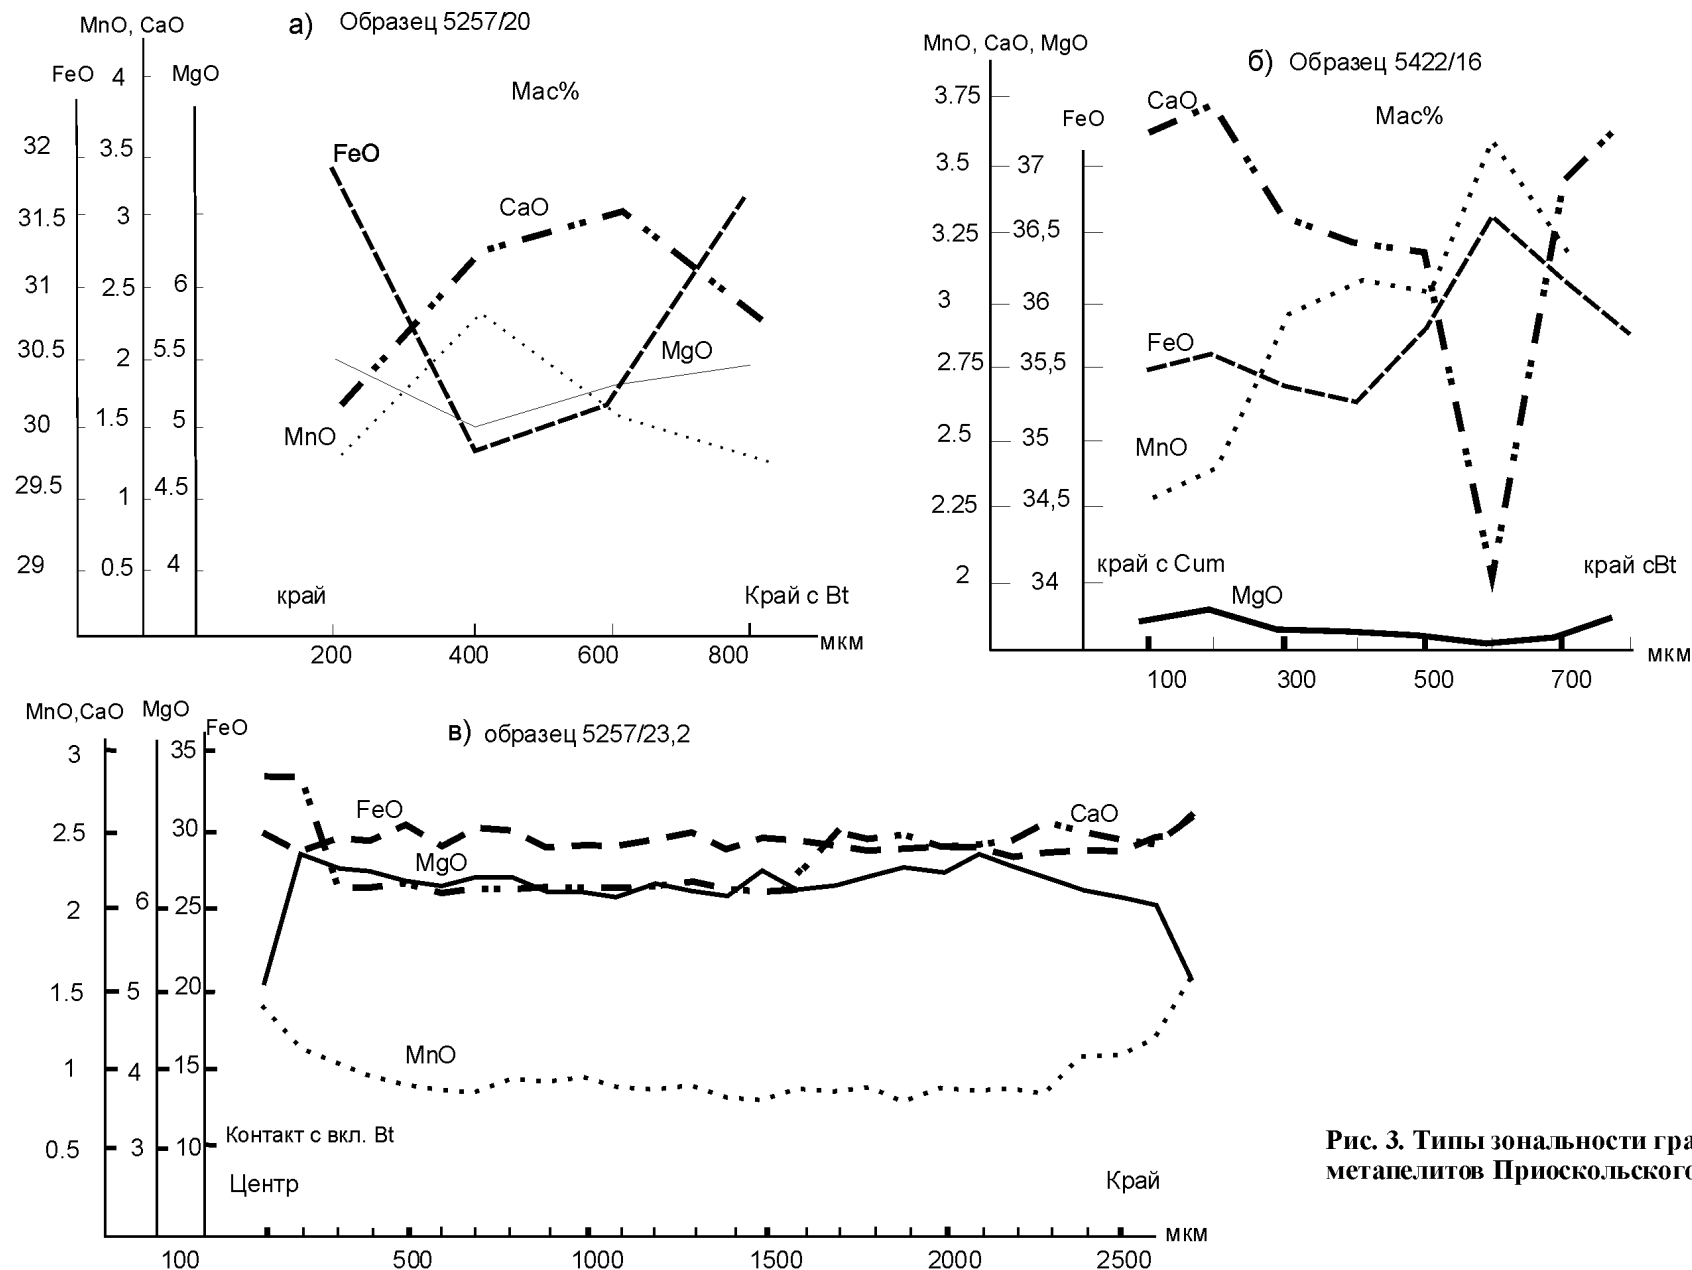 а) Образец 5257/20
MnO, CaO
FeO
MgO
Мас%
4
32
3.5
31.5
3
31
2.5
6
30.5
2
5.5
30
1.5
5
29.5
1
4.5
29
0.5
4
FeO
CaO
MgO
MnO
край
Край с Bt
200
400
600
800
мкм
б) Образец 5422/16
MnO, CaO, MgO
FeO
Мас%
3.75
3.5
37
3.25
36,5
3
36
2.75
35,5
2.5
35
2.25
34,5
2
34
CaO
FeO
MnO
край с Cum
край сBt
MgO
100
300
500
700
мкм
в) образец 5257/23,2
MnO,CaO
MgO
FeO
3
35
2.5
30
2
6
25
1.5
5
20
1
4
15
0.5
3
10
FeO
CaO
MgO
MnO
Контакт с вкл. Bt
Центр
Край
100
500
1000
1500
2000
2500
мкм
Рис. 3. Типы зональности гра
метапелитов Приоскольского